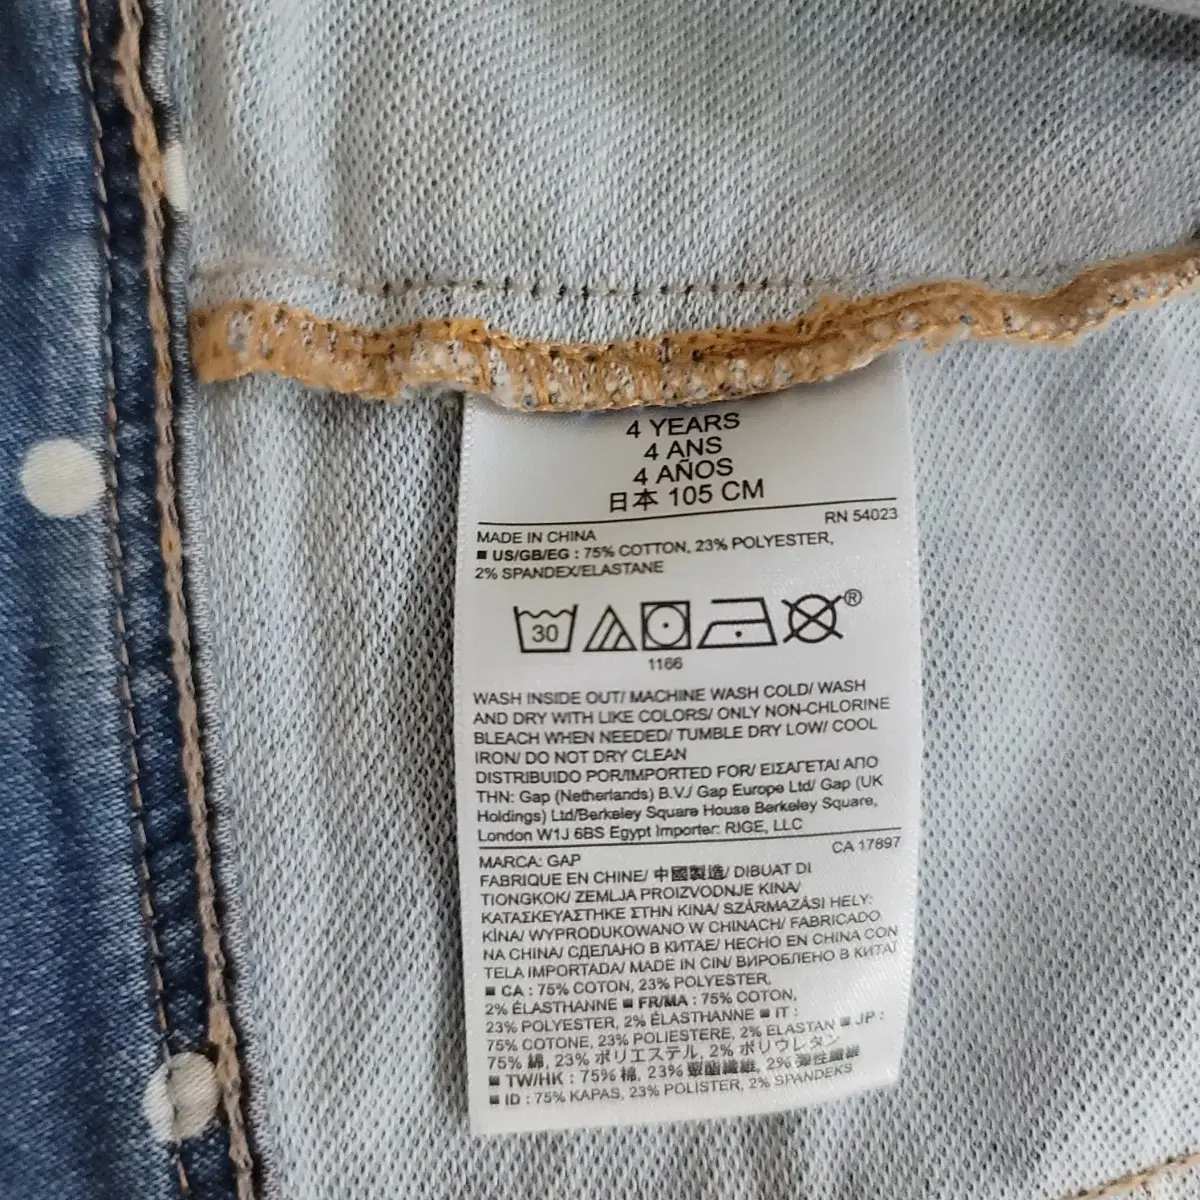 4 YEARS
4 ANS
4 AÑOS
日本 105 CM
RN 54023
MADE IN CHINA
■ US/GB/EG : 75% COTTON, 23% POLYESTER,
2% SPANDEX/ELASTANE
30
®
1166
WASH INSIDE OUT/ MACHINE WASH COLD/ WASH
AND DRY WITH LIKE COLORS/ ONLY NON-CHLORINE
BLEACH WHEN NEEDED/ TUMBLE DRY LOW/ COOL
IRON/ DO NOT DRY CLEAN
DISTRIBUIDO POR/IMPORTED FOR/ ΕΙΣΑΓΕΤΑΙ ΑΠΟ
ΤΗΝ: Gap (Netherlands) B.V./ Gap Europe Ltd/ Gap (UK
Holdings) Ltd/Berkeley Square House Berkeley Square,
London W1J 6BS Egypt Importer: RIGE, LLC
CA 17897
MARCA: GAP
FABRIQUE EN CHINE/ 中國製造/ DIBUAT DI
TIONGKOK/ ZEMLJA PROIZVODNJE KINA/
ΚΑΤΑΣΚΕΥΑΣΤΗΚΕ ΣΤΗΝ ΚΙΝΑ/ SZÁRMAZÁSI HELY:
KÍNA/ WYPRODUKOWANO W CHINACH/ FABRICADO
NA CHINA/ СДЕЛАНО В КИТАЕ/ HECHO EN CHINA CON
TELA IMPORTADA/ MADE IN CIN/ ВИРОБЛЕНО В КИТАЇ
■ CA : 75% COTON, 23% POLYESTER,
2% ÉLASTHANNE ■ FR/MA : 75% COTON,
23% POLYESTER, 2% ÉLASTHANNE ■ IT :
75% COTONE, 23% POLIESTERE, 2% ELASTAN ■ JP :
75% 綿, 23% ポリエステル, 2% ポリウレタン
■ TW/HK : 75% 棉, 23% 聚酯纖維, 2% 彈性纖維
■ ID : 75% KAPAS, 23% POLISTER, 2% SPANDEKS